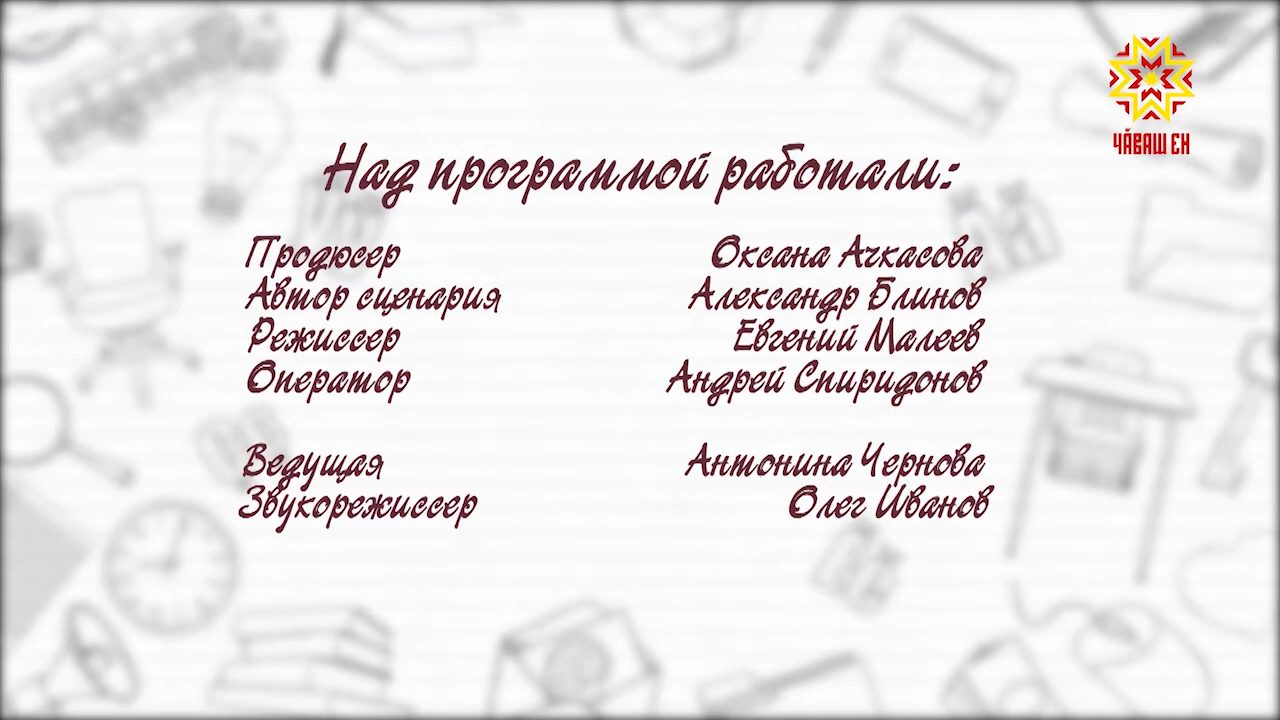 ЧĂВАШ ЕН
Над программой работали:
Продюсер Оксана Ачкасова
Автор сценария Александр Блинов
Режиссер Евгений Малеев
Оператор Андрей Спиридонов
Ведущая Антонина Чернова
Звукорежиссер Олег Иванов